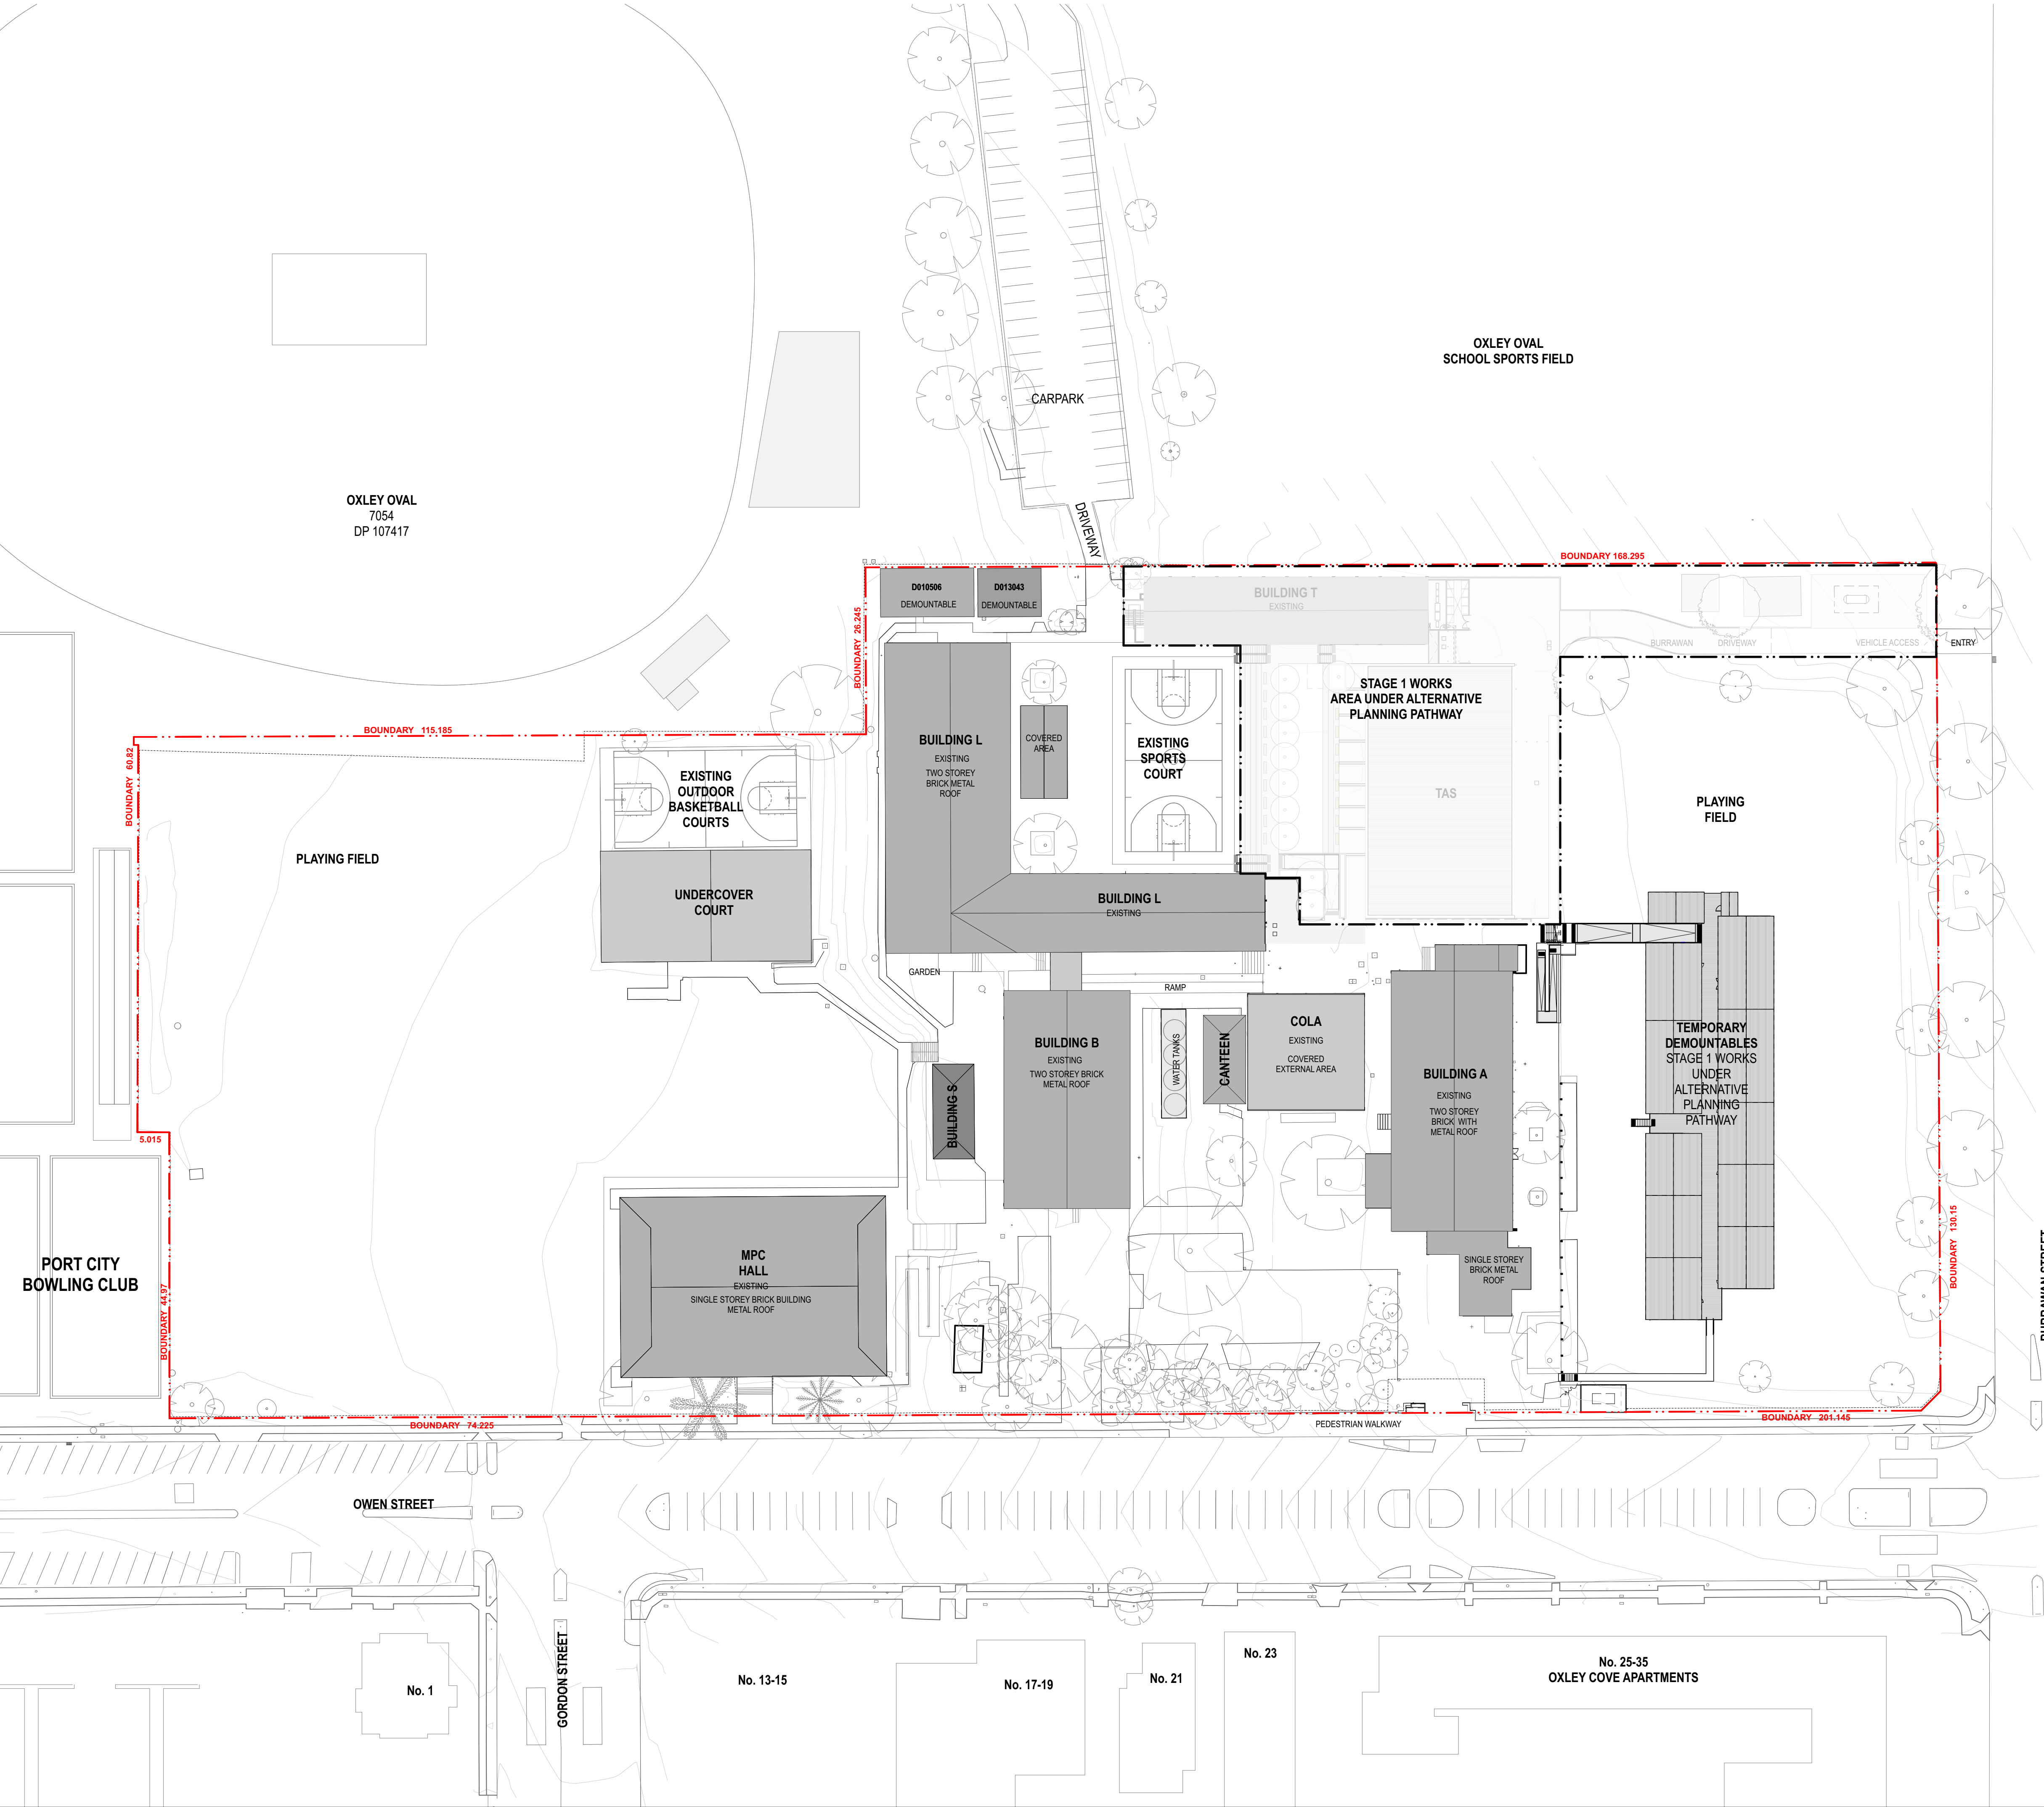 OXLEY OVAL
SCHOOL SPORTS FIELD
CARPARK
OXLEY OVAL
7054
DP 107417
DRIVEWAY
BOUNDARY 168.295
D010506
DEMOUNTABLE
D013043
DEMOUNTABLE
BUILDING T
EXISTING
BOUNDARY 26.245
BURRAWAN
DRIVEWAY
VEHICLE ACCESS
ENTRY
STAGE 1 WORKS
AREA UNDER ALTERNATIVE
PLANNING PATHWAY
BOUNDARY 115.185
BOUNDARY 60.82
BUILDING L
EXISTING
TWO STOREY
BRICK METAL
ROOF
COVERED
AREA
EXISTING
SPORTS
COURT
EXISTING
OUTDOOR
BASKETBALL
COURTS
TAS
PLAYING
FIELD
PLAYING FIELD
UNDERCOVER
COURT
BUILDING L
EXISTING
GARDEN
RAMP
BUILDING B
EXISTING
TWO STOREY BRICK
METAL ROOF
WATER TANKS
CANTEEN
COLA
EXISTING
COVERED
EXTERNAL AREA
BUILDING A
EXISTING
TWO STOREY
BRICK WITH
METAL ROOF
TEMPORARY
DEMOUNTABLES
STAGE 1 WORKS
UNDER
ALTERNATIVE
PLANNING
PATHWAY
BUILDING S
5.015
PORT CITY
BOWLING CLUB
BOUNDARY 44.97
MPC
HALL
EXISTING
SINGLE STOREY BRICK BUILDING
METAL ROOF
SINGLE STOREY
BRICK METAL
ROOF
BOUNDARY 130.15
BURRAWAN STREET
BOUNDARY 74.225
PEDESTRIAN WALKWAY
BOUNDARY 201.145
OWEN STREET
GORDON STREET
No. 1
No. 13-15
No. 17-19
No. 21
No. 23
No. 25-35
OXLEY COVE APARTMENTS